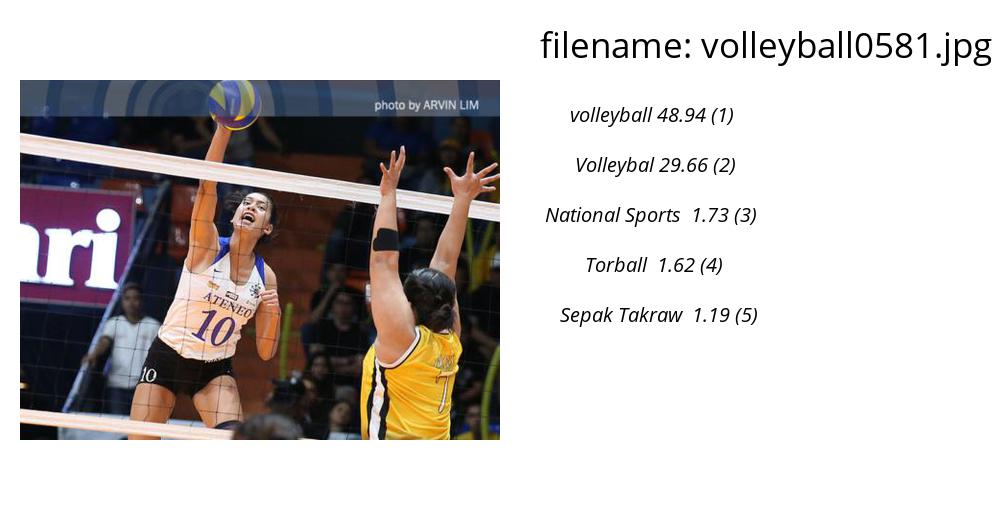 filename: volleyball0581.jpg
photo by ARVIN LIM
volleyball 48.94 (1)
Volleybal 29.66 (2)
National Sports 1.73 (3)
Torball 1.62 (4)
Sepak Takraw 1.19 (5)
ari
ATENEO
10
10
7